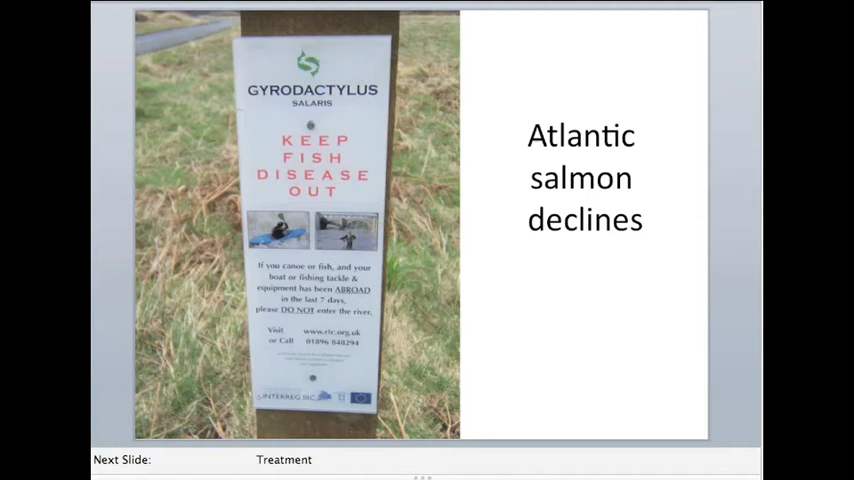 GYRODACTYLUS
SALARIS
KEEP
FISH
DISEASE
OUT
If you canoe or fish, and your
boat or fishing tackle &
equipment has been ABROAD
in the last 7 days,
please DO NOT enter the river.
Visit www.rtc.org.uk
or Call 01896 848294
INTERREG IIIC
Atlantic
salmon
declines
Next Slide: Treatment